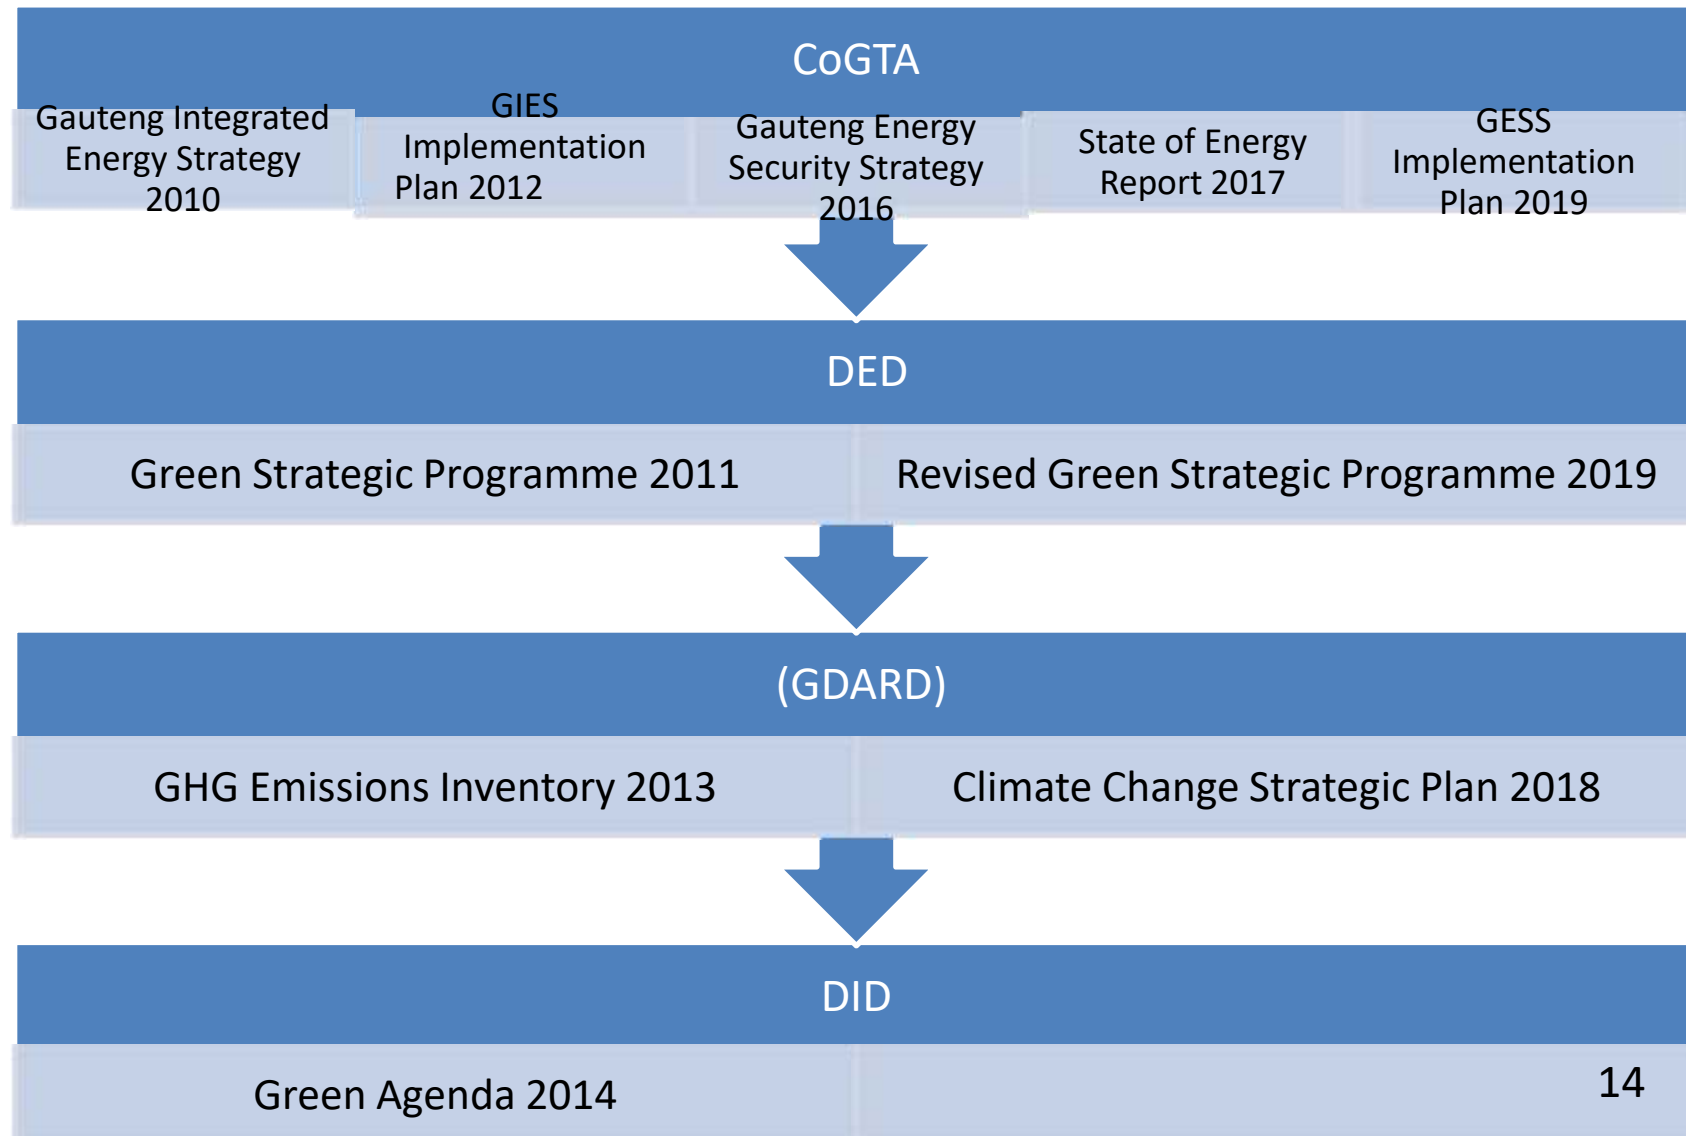 CoGTA
Gauteng Integrated
Energy Strategy
2010
GIES
Implementation
Plan 2012
Gauteng Energy
Security Strategy
2016
State of Energy
Report 2017
GESS
Implementation
Plan 2019
DED
Green Strategic Programme 2011
Revised Green Strategic Programme 2019
(GDARD)
GHG Emissions Inventory 2013
Climate Change Strategic Plan 2018
DID
Green Agenda 2014
14